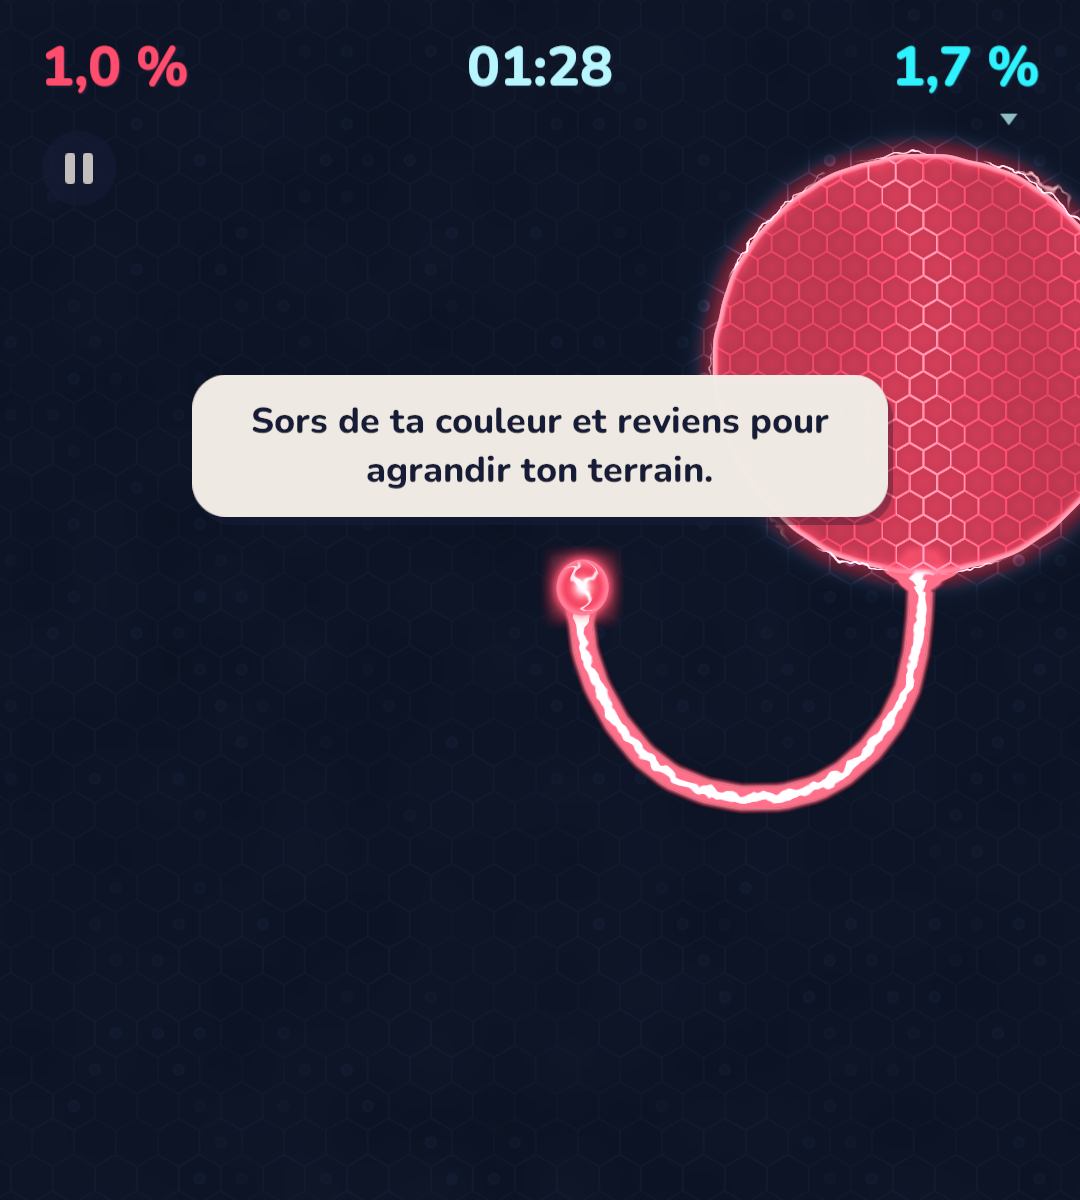 1,0 %
01:28
1,7 %
Sors de ta couleur et reviens pour
agrandir ton terrain.